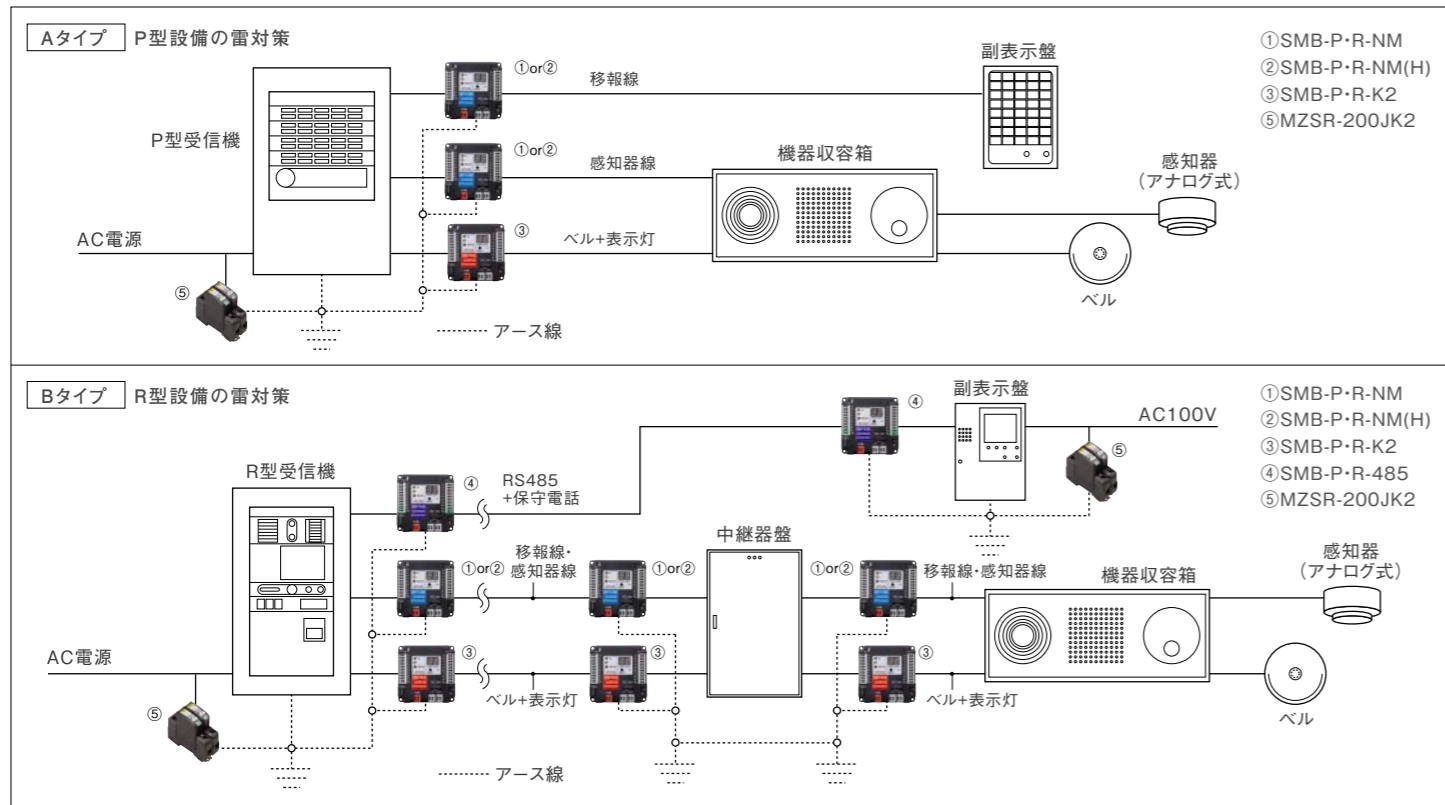 Aタイプ P型設備の雷対策
副表示盤
①SMB-P･R-NM
②SMB-P･R-NM(H)
③SMB-P･R-K2
⑤MZSR-200JK2
①or②
移報線
P型受信機
①or②
感知器線
機器収容箱
感知器
(アナログ式)
③
ベル+表示灯
AC電源
⑤
ベル
アース線
Bタイプ R型設備の雷対策
副表示盤
①SMB-P･R-NM
②SMB-P･R-NM(H)
③SMB-P･R-K2
④SMB-P･R-485
⑤MZSR-200JK2
④
AC100V
⑤
R型受信機
④
RS485
+保守電話
中継器盤
①or②
移報線・
感知器線
①or②
①or②
移報線・感知器線
機器収容箱
感知器
(アナログ式)
AC電源
③
③
③
ベル+表示灯
ベル+表示灯
⑤
ベル
アース線